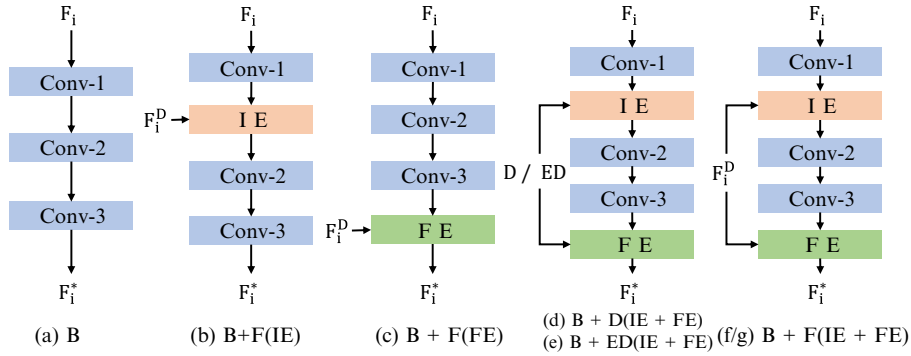 F_i
Conv-1
Conv-2
Conv-3
F_i^*
(a) B
F_i
Conv-1
F_i^D
I E
Conv-2
Conv-3
F_i^*
(b) B+F(IE)
F_i
Conv-1
Conv-2
Conv-3
F_i^D
F E
F_i^*
(c) B + F(FE)
F_i
Conv-1
I E
D / ED
Conv-2
Conv-3
F E
F_i^*
(d) B + D(IE + FE)
(e) B + ED(IE + FE)
F_i
Conv-1
I E
F_i^D
Conv-2
Conv-3
F E
F_i^*
(f/g) B + F(IE + FE)